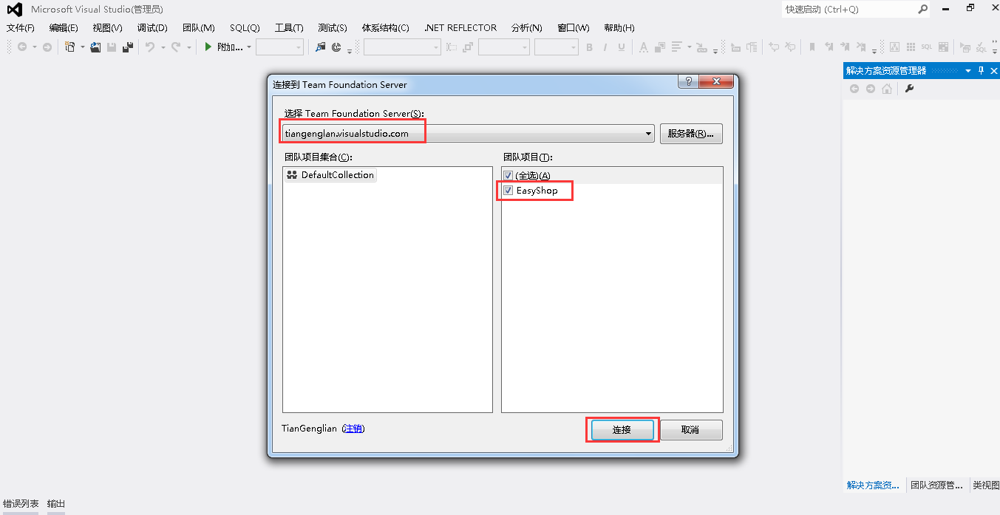 Microsoft Visual Studio(管理员)
快速启动 (Ctrl+Q)
文件(F) 编辑(E) 视图(V) 调试(D) 团队(M) SQL(Q) 工具(T) 测试(S) 体系结构(C) .NET REFLECTOR 分析(N) 窗口(W) 帮助(H)
附加... B I U A SQL SQL
解决方案资源管理器
连接到 Team Foundation Server
选择 Team Foundation Server(S):
tiangenglan.visualstudio.com
服务器(R)...
团队项目集合(C):
团队项目(T):
DefaultCollection
(全选)(A)
EasyShop
TianGenglian (注销)
连接
取消
解决方案资... 团队资源管... 类视图
错误列表 输出